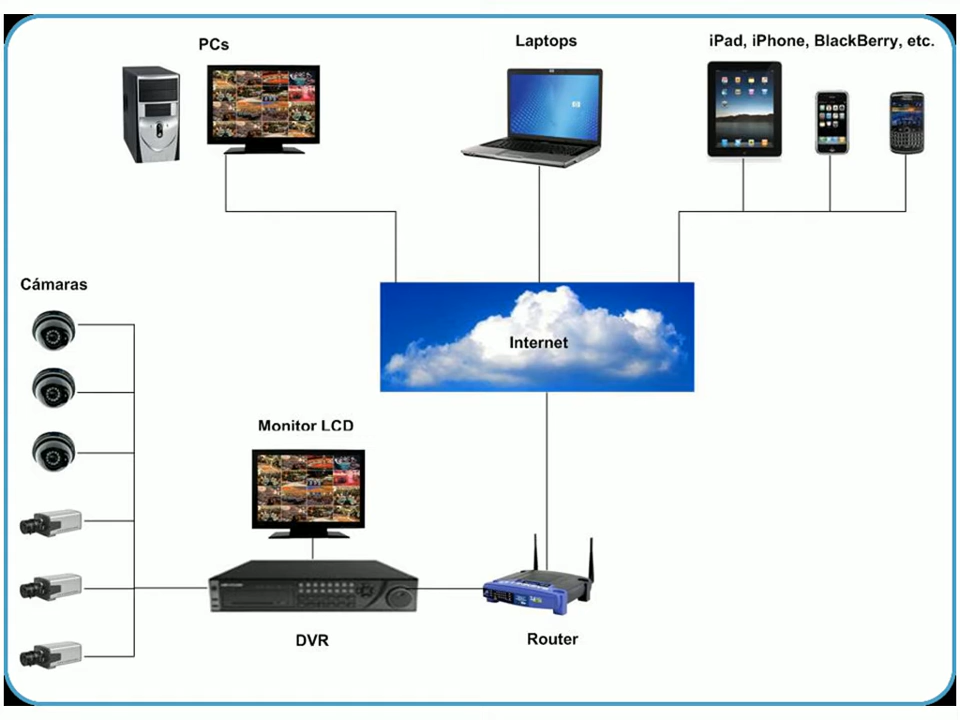 PCs
Laptops
iPad, iPhone, BlackBerry, etc.
Cámaras
Internet
Monitor LCD
DVR
Router